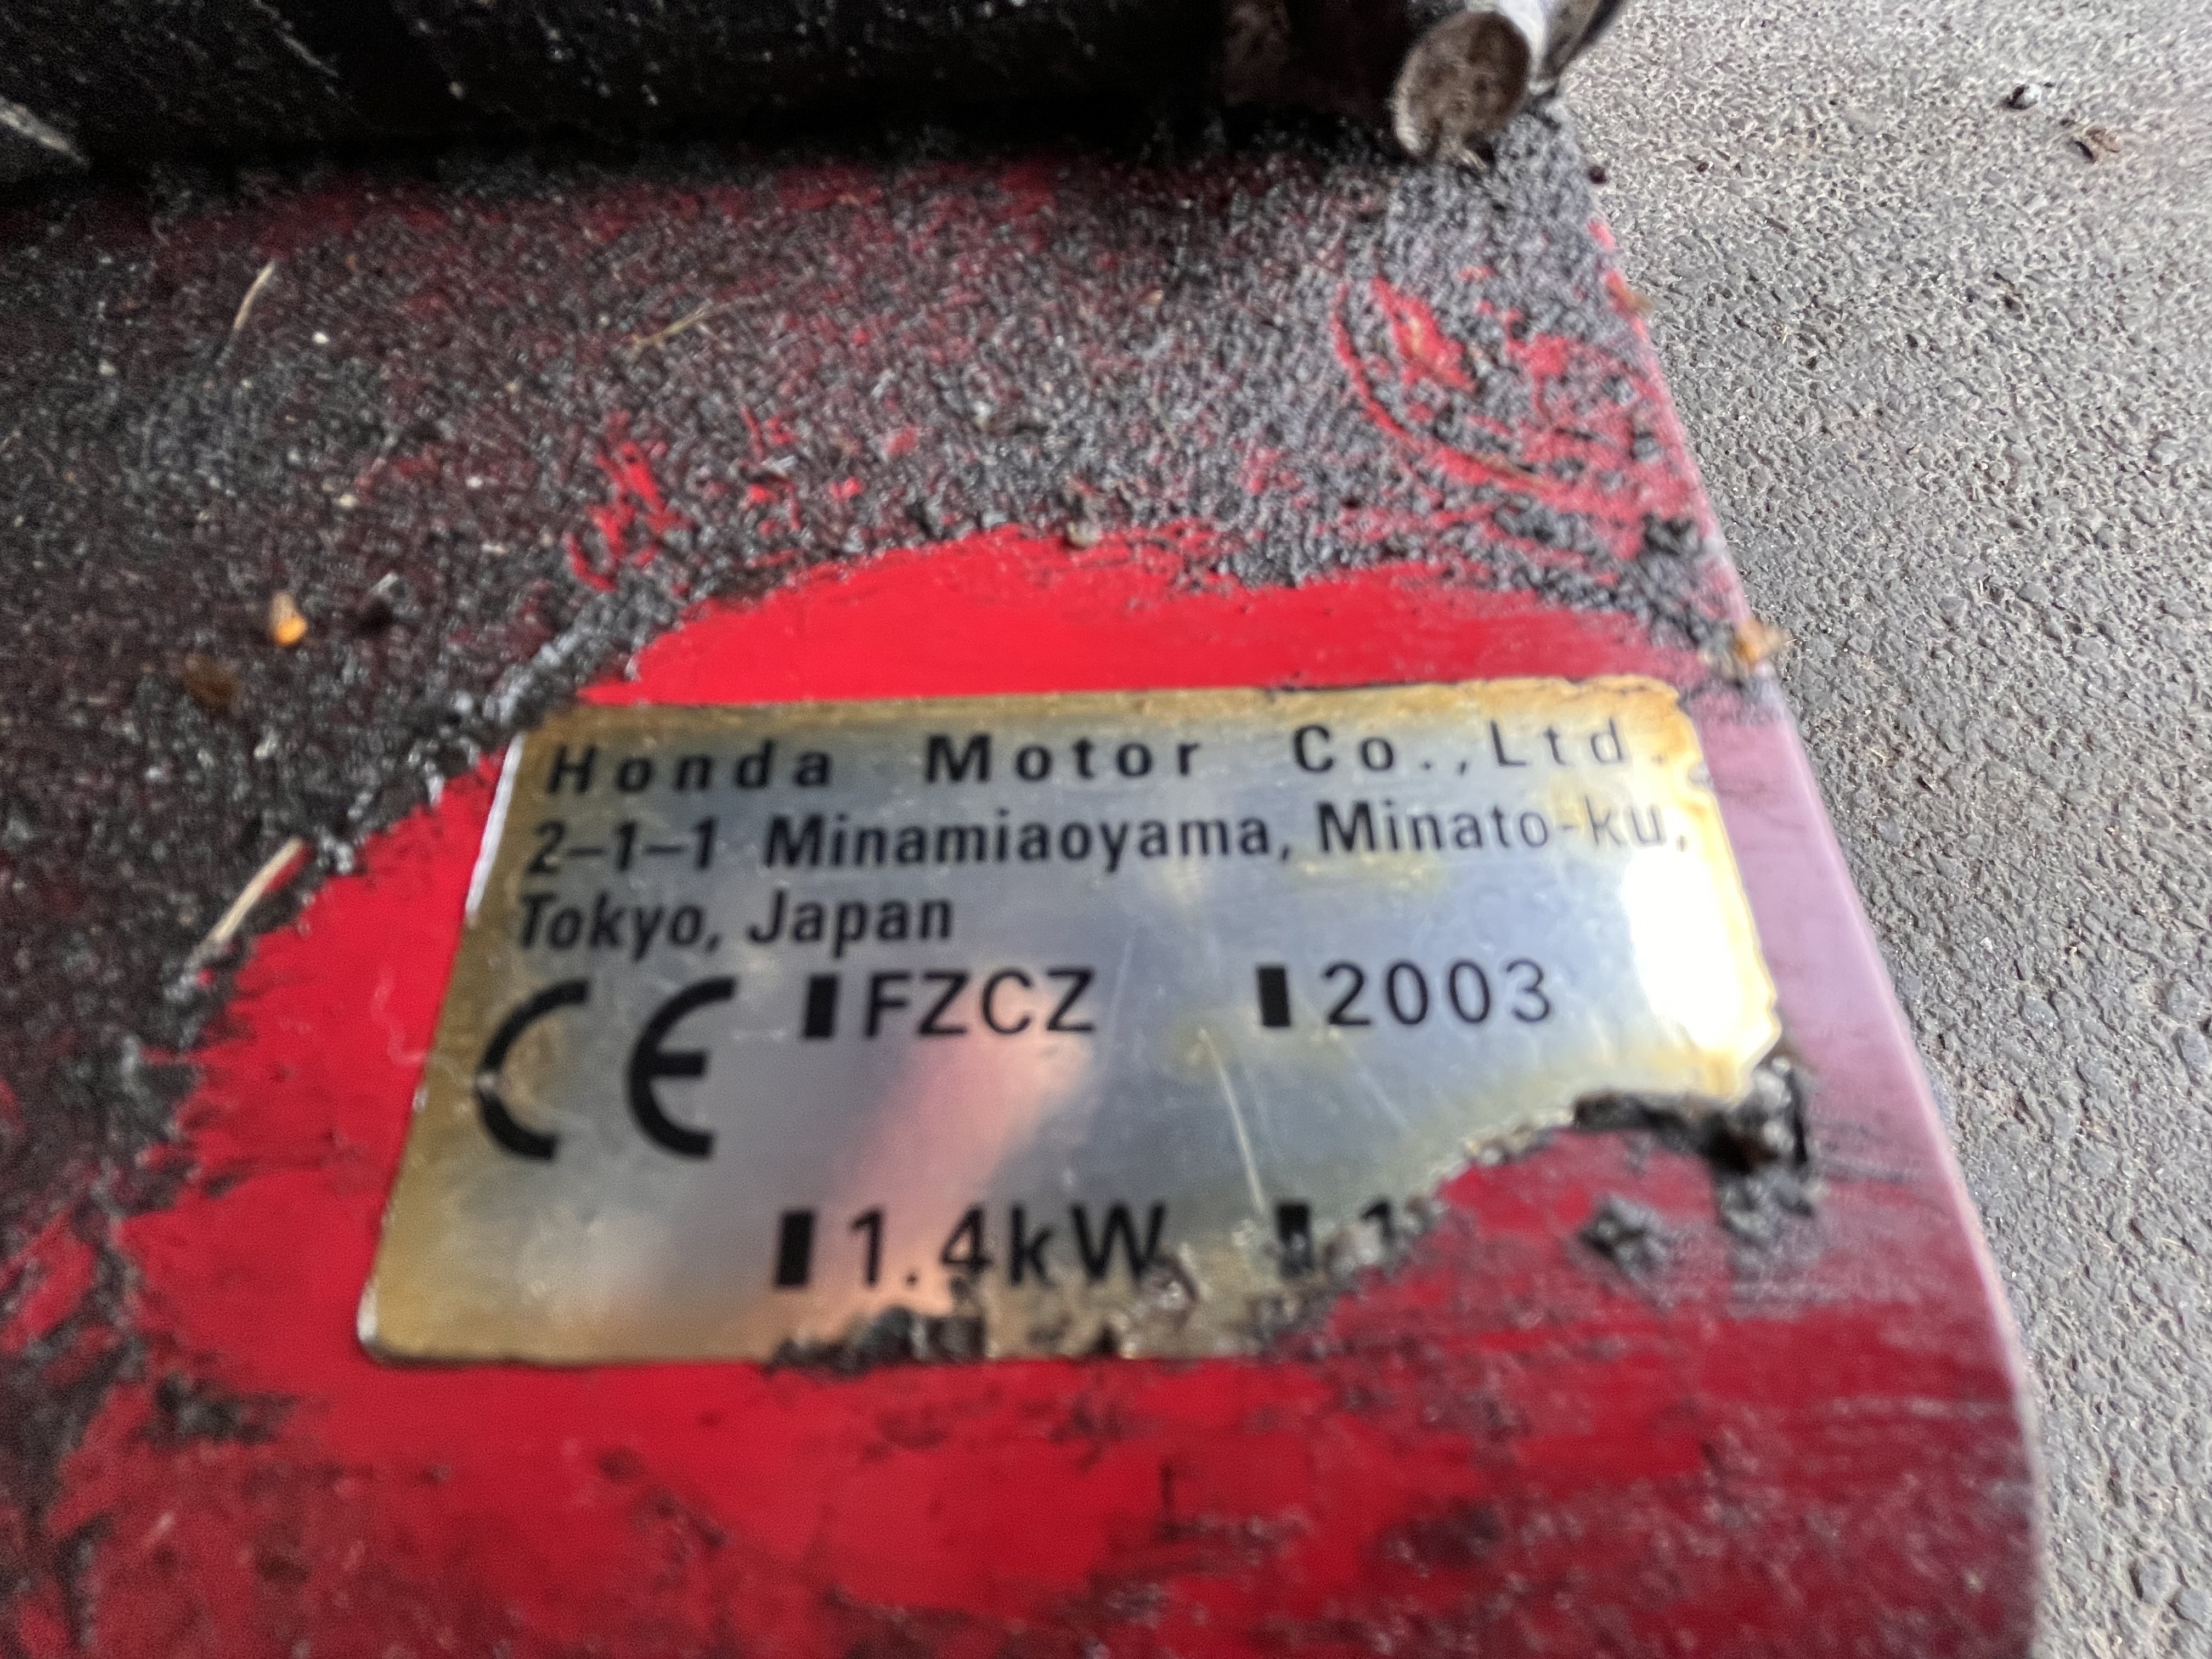 Honda Motor Co.,Ltd.
2-1-1 Minamiaoyama, Minato-ku,
Tokyo, Japan
CE FZCZ 2003
1.4kW